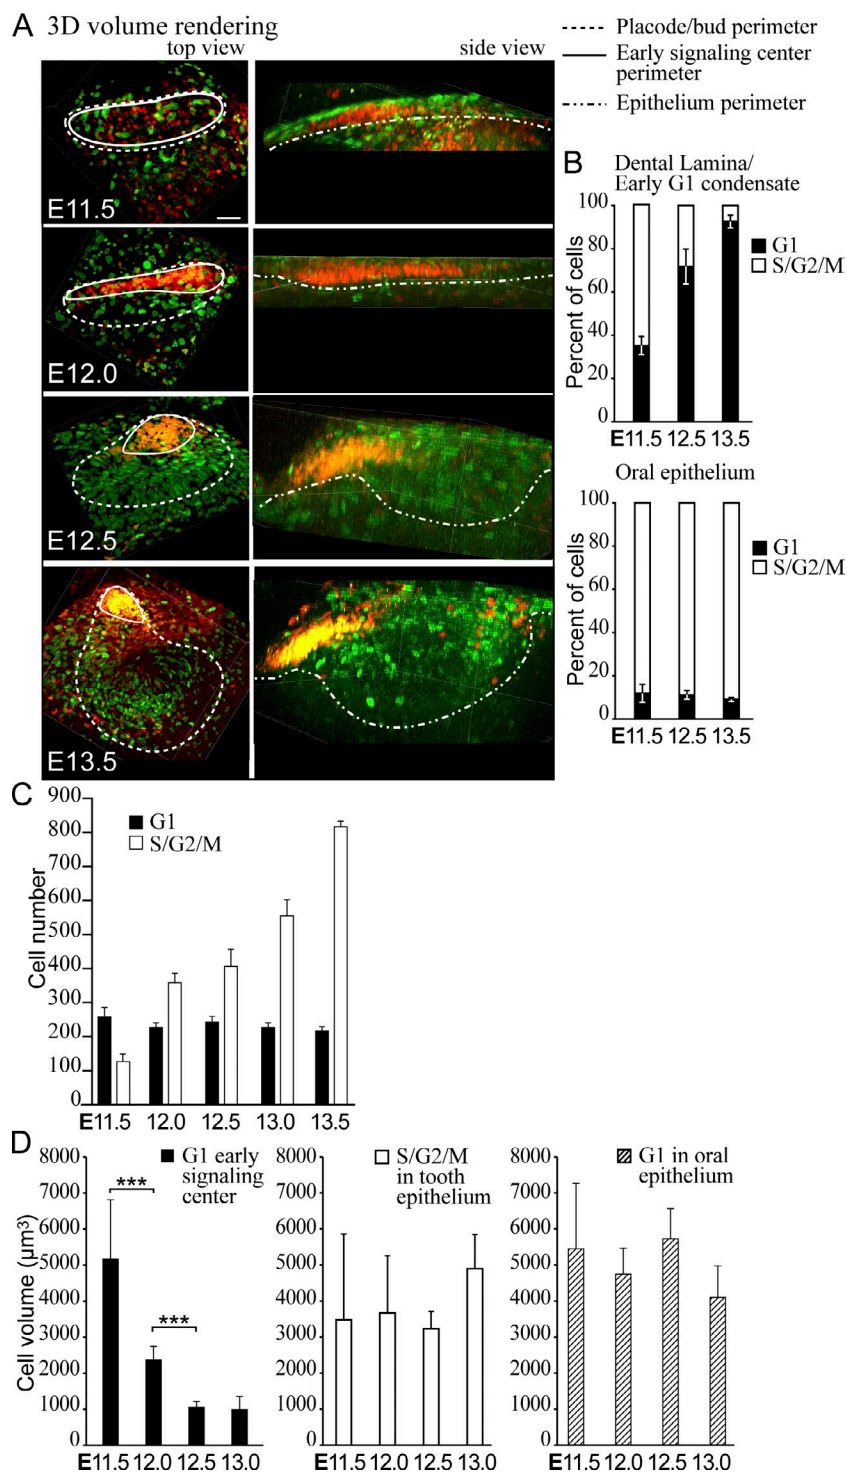 A 3D volume rendering
top view
side view
Placode/bud perimeter
Early signaling center
perimeter
Epithelium perimeter
E11.5
E12.0
E12.5
E13.5
B Dental Lamina/
Early G1 condensate
Percent of cells
100
80
60
40
20
0
G1
S/G2/M
E11.5 12.5 13.5
Oral epithelium
Percent of cells
100
80
60
40
20
0
G1
S/G2/M
E11.5 12.5 13.5
C
Cell number
900
800
700
600
500
400
300
200
100
0
G1
S/G2/M
E11.5 12.0 12.5 13.0 13.5
D
Cell volume (µm³)
8000
7000
6000
5000
4000
3000
2000
1000
0
G1 early
signaling
center
***
***
E11.5 12.0 12.5 13.0
8000
7000
6000
5000
4000
3000
2000
1000
0
S/G2/M
in tooth
epithelium
E11.5 12.0 12.5 13.0
8000
7000
6000
5000
4000
3000
2000
1000
0
G1 in oral
epithelium
E11.5 12.0 12.5 13.0